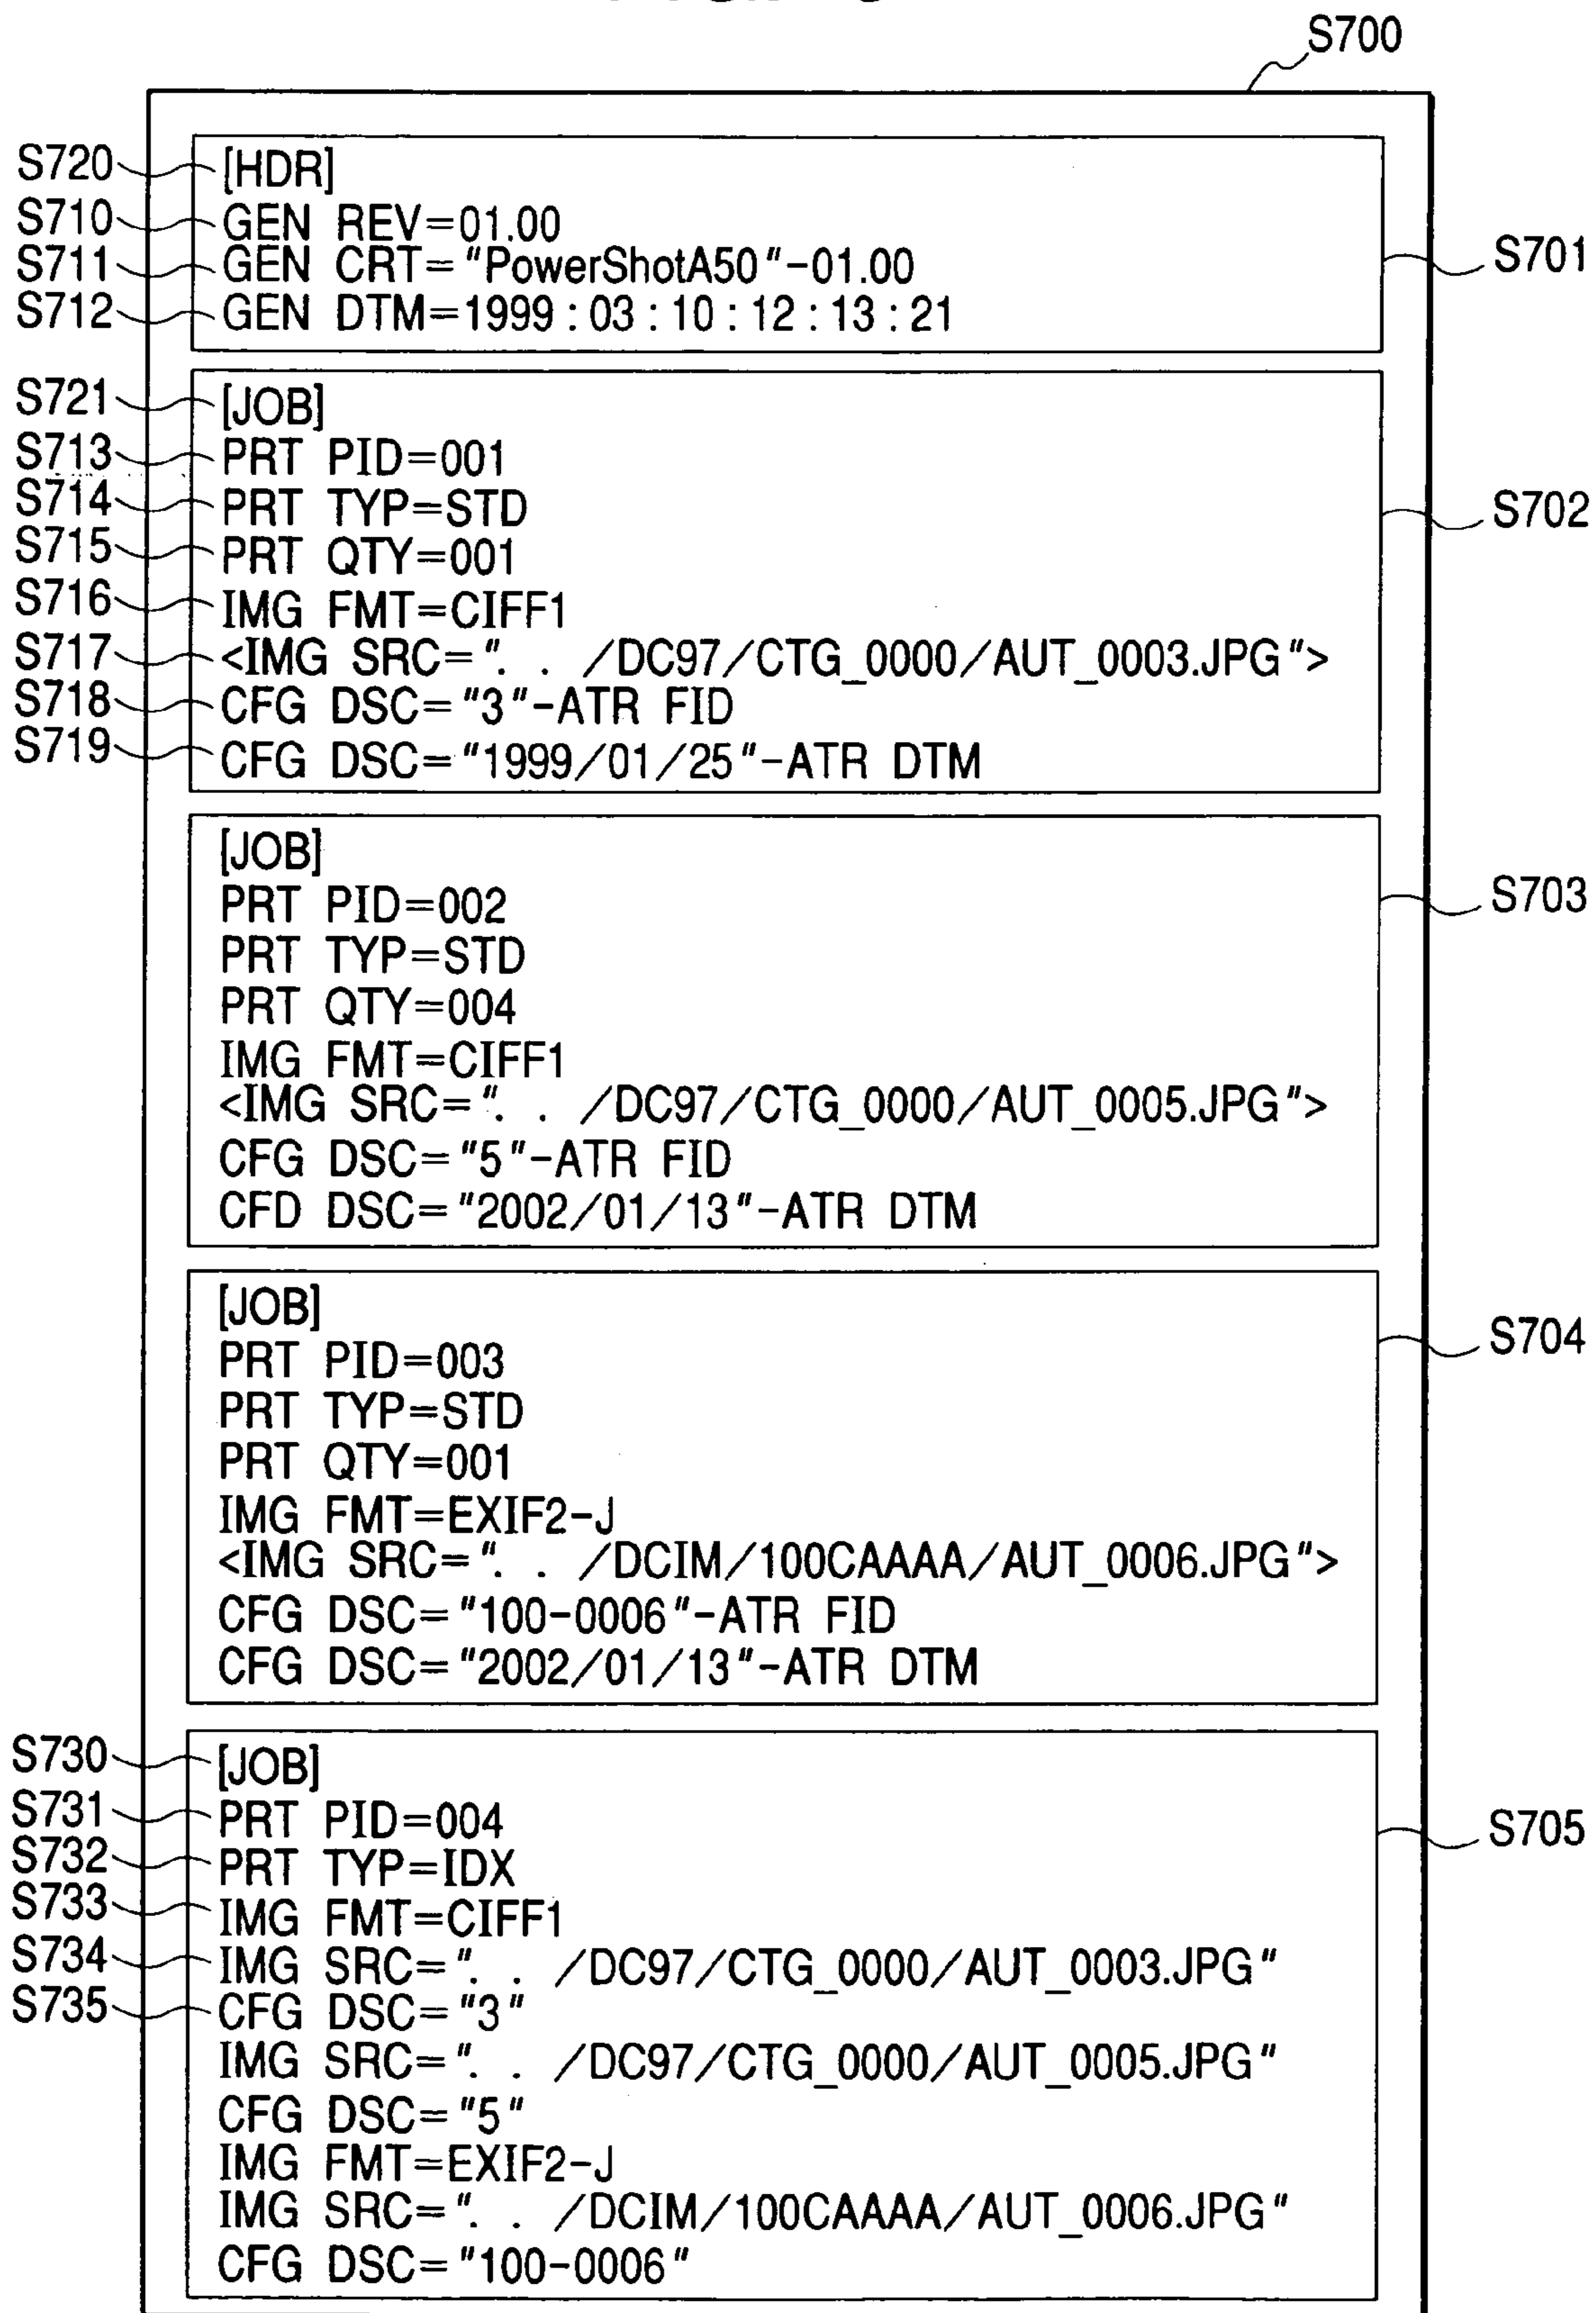 S700
S720 [HDR]
S710 GEN REV=01.00
S711 GEN CRT="PowerShotA50"-01.00 S701
S712 GEN DTM=1999:03:10:12:13:21
S721 [JOB]
S713 PRT PID=001
S714 PRT TYP=STD S702
S715 PRT QTY=001
S716 IMG FMT=CIFF1
S717 <IMG SRC=". . /DC97/CTG_0000/AUT_0003.JPG">
S718 CFG DSC="3"-ATR FID
S719 CFG DSC="1999/01/25"-ATR DTM
[JOB]
PRT PID=002 S703
PRT TYP=STD
PRT QTY=004
IMG FMT=CIFF1
<IMG SRC=". . /DC97/CTG_0000/AUT_0005.JPG">
CFG DSC="5"-ATR FID
CFD DSC="2002/01/13"-ATR DTM
[JOB]
PRT PID=003 S704
PRT TYP=STD
PRT QTY=001
IMG FMT=EXIF2-J
<IMG SRC=". . /DCIM/100CAAAA/AUT_0006.JPG">
CFG DSC="100-0006"-ATR FID
CFG DSC="2002/01/13"-ATR DTM
S730 [JOB]
S731 PRT PID=004 S705
S732 PRT TYP=IDX
S733 IMG FMT=CIFF1
S734 IMG SRC=". . /DC97/CTG_0000/AUT_0003.JPG"
S735 CFG DSC="3"
IMG SRC=". . /DC97/CTG_0000/AUT_0005.JPG"
CFG DSC="5"
IMG FMT=EXIF2-J
IMG SRC=". . /DCIM/100CAAAA/AUT_0006.JPG"
CFG DSC="100-0006"